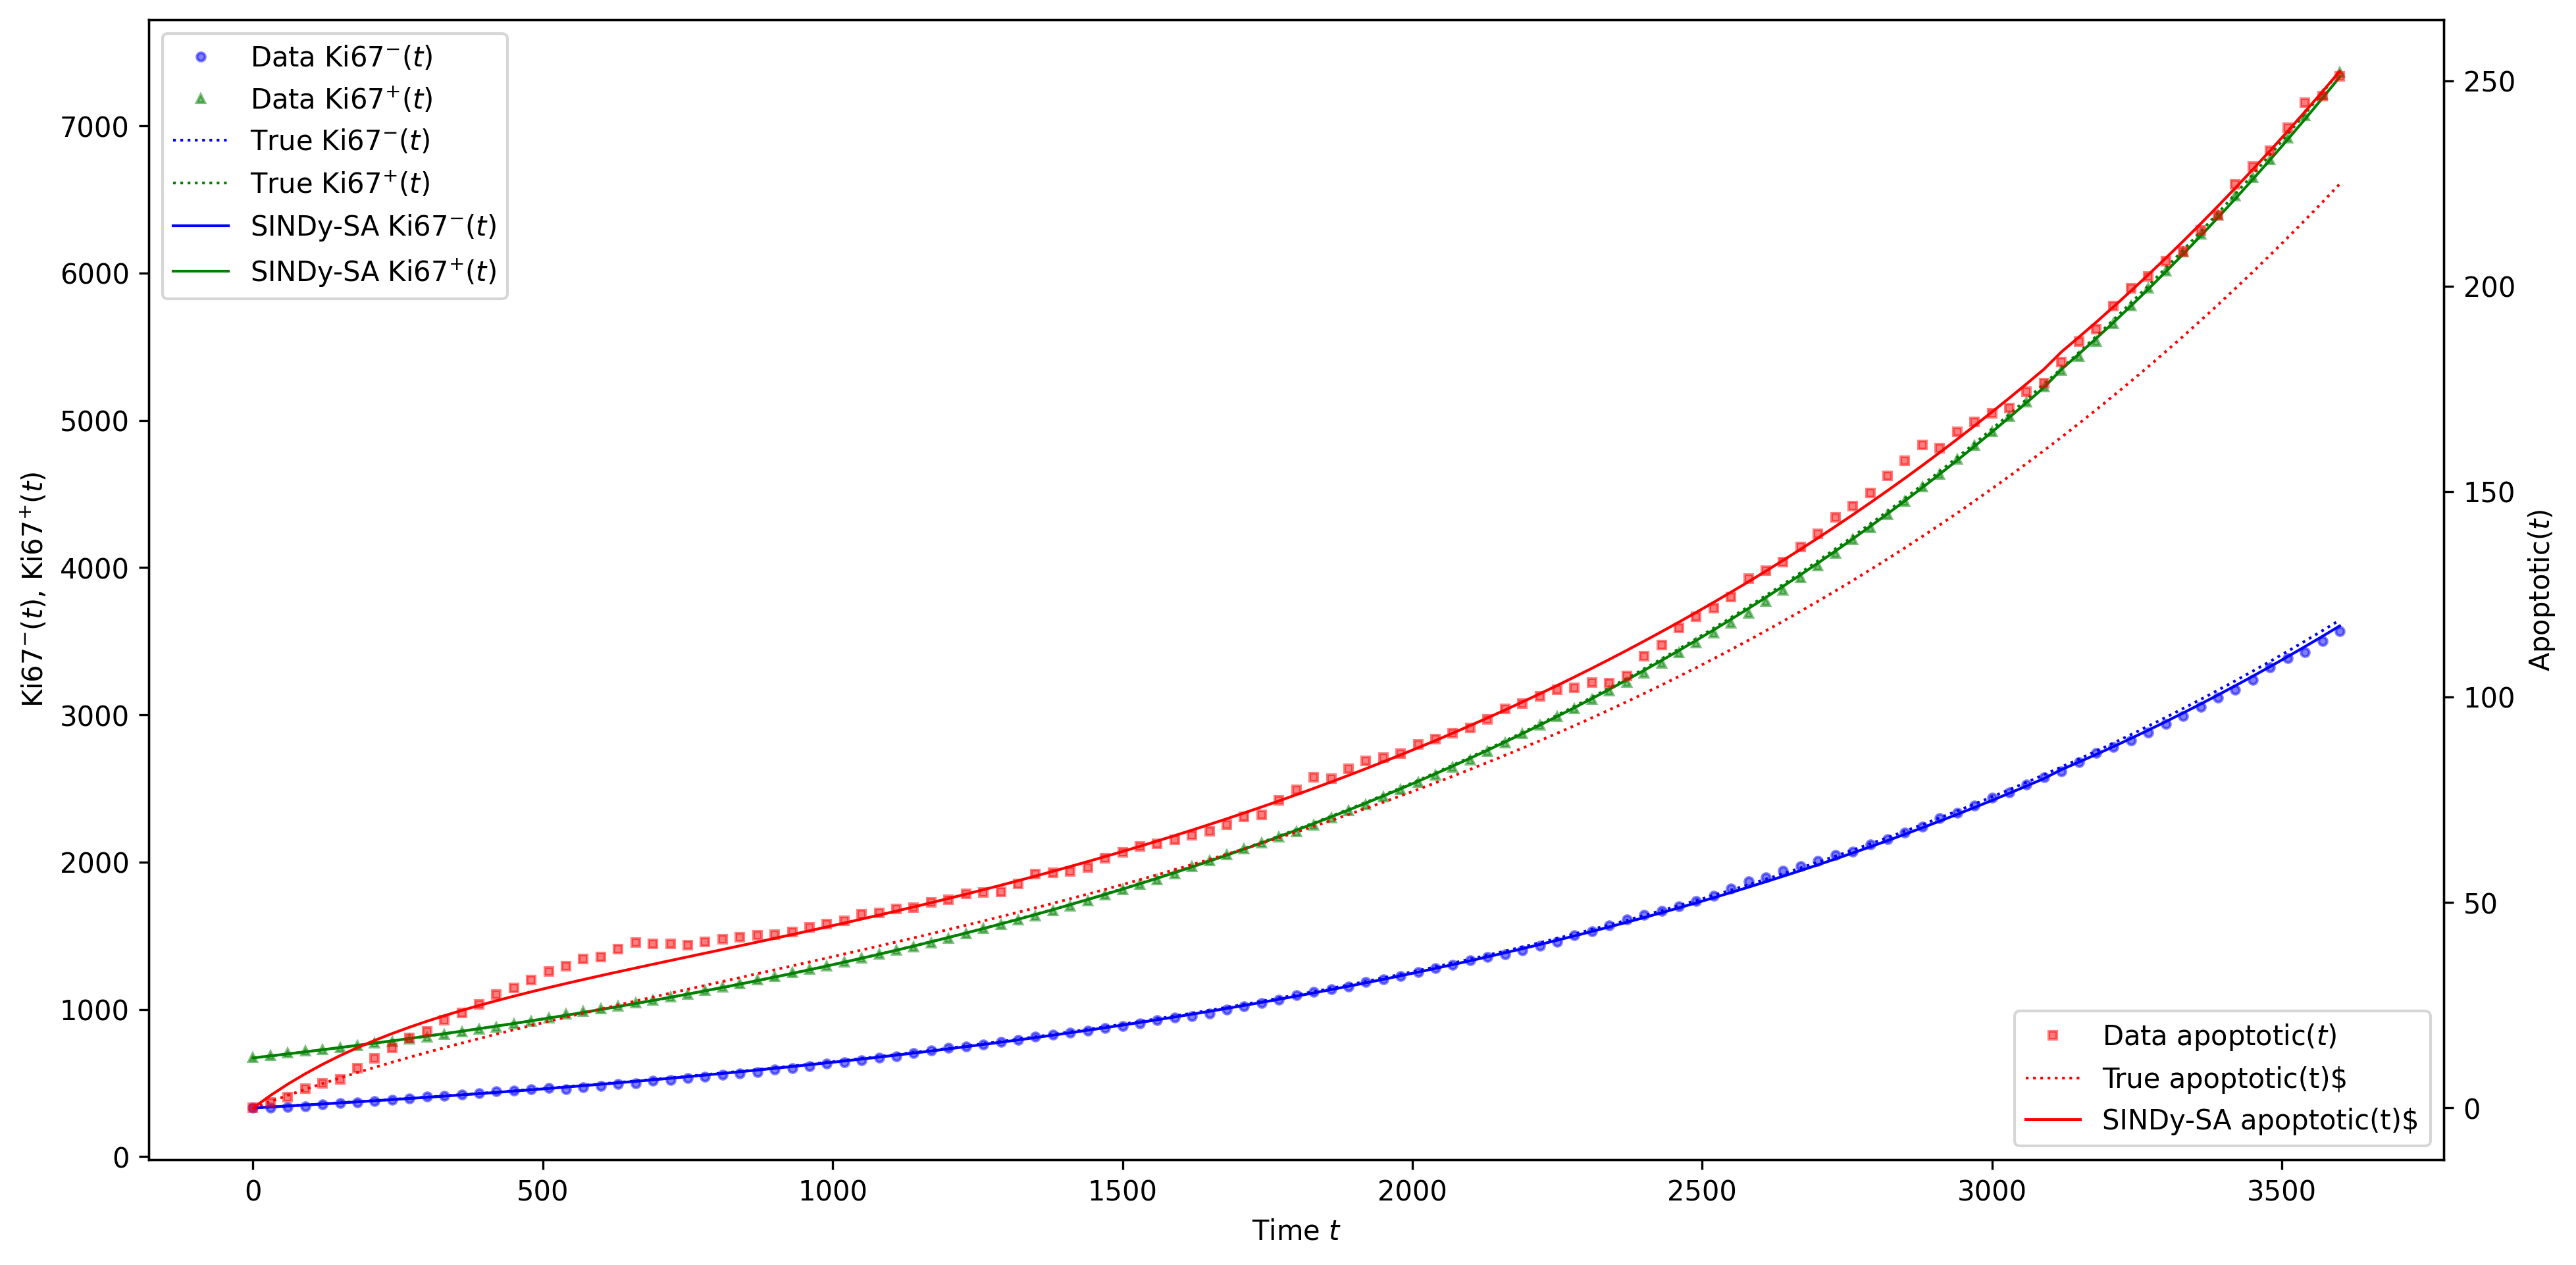 Data Ki67⁻(t)
Data Ki67⁺(t)
True Ki67⁻(t)
True Ki67⁺(t)
SINDy-SA Ki67⁻(t)
SINDy-SA Ki67⁺(t)
7000
6000
5000
4000
3000
2000
1000
0
Ki67⁻(t), Ki67⁺(t)
250
200
150
100
50
0
Apoptotic(t)
Data apoptotic(t)
True apoptotic(t)$
SINDy-SA apoptotic(t)$
0 500 1000 1500 2000 2500 3000 3500
Time t